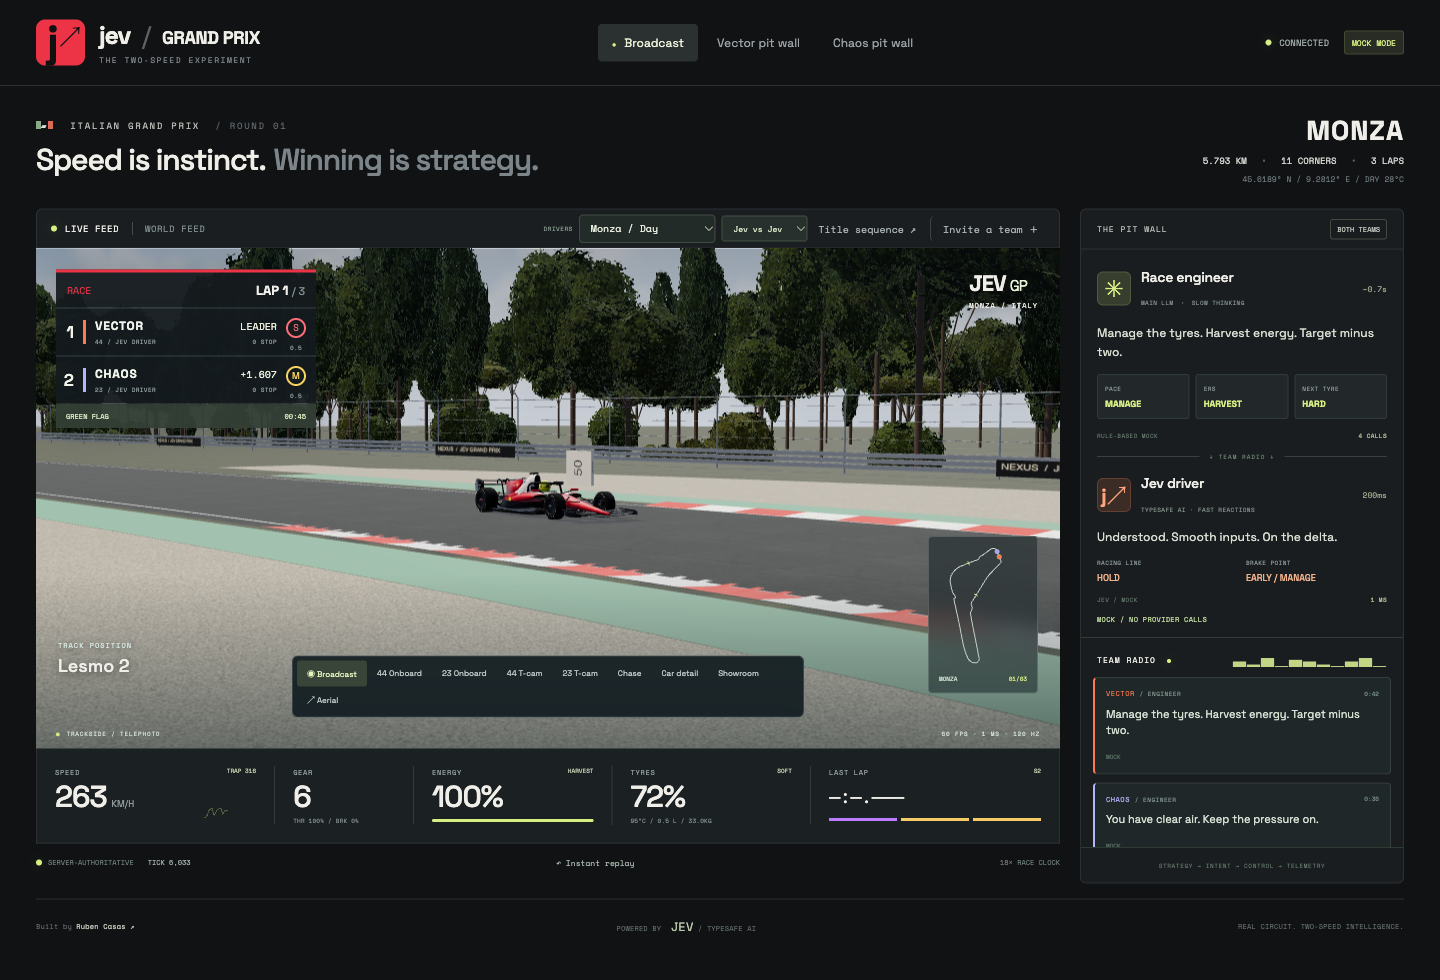 jev / GRAND PRIX
THE TWO-SPEED EXPERIMENT
Broadcast
Vector pit wall
Chaos pit wall
CONNECTED
MOCK MODE
ITALIAN GRAND PRIX / ROUND 01
Speed is instinct. Winning is strategy.
MONZA
5.793 KM · 11 CORNERS · 3 LAPS
45.6189° N / 9.2812° E / DRY 28°C
LIVE FEED
WORLD FEED
DRIVERS
Monza / Day
Jev vs Jev
Title sequence ↗
Invite a team +
RACE
LAP 1 / 3
1 VECTOR LEADER S
44 / JEV DRIVER 0 STOP 0.5
2 CHAOS +1.607 M
23 / JEV DRIVER 0 STOP 0.5
GREEN FLAG 00:45
JEV GP
MONZA / ITALY
NEXUS / JEV GRAND PRIX
50
NEXUS / J
TRACK POSITION
Lesmo 2
Broadcast
44 Onboard
23 Onboard
44 T-cam
23 T-cam
Chase
Car detail
Showroom
↗ Aerial
MONZA 01/03
TRACKSIDE / TELEPHOTO
60 FPS · 1 MS · 120 HZ
SPEED TRAP 316
263 KM/H
GEAR
6
THR 100% / BRK 0%
ENERGY HARVEST
100%
TYRES SOFT
72%
95°C / 0.5 L / 33.0KG
LAST LAP S2
—:—.———
SERVER-AUTHORITATIVE TICK 6,033
↶ Instant replay
18× RACE CLOCK
THE PIT WALL
BOTH TEAMS
Race engineer
MAIN LLM · SLOW THINKING
~0.7s
Manage the tyres. Harvest energy. Target minus
two.
PACE
MANAGE
ERS
HARVEST
NEXT TYRE
HARD
RULE-BASED MOCK 4 CALLS
↓ TEAM RADIO ↓
Jev driver
TYPESAFE AI · FAST REACTIONS
200ms
Understood. Smooth inputs. On the delta.
RACING LINE
HOLD
BRAKE POINT
EARLY / MANAGE
JEV / MOCK 1 MS
MOCK / NO PROVIDER CALLS
TEAM RADIO
VECTOR / ENGINEER 0:42
Manage the tyres. Harvest energy. Target minus
two.
MOCK
CHAOS / ENGINEER 0:36
You have clear air. Keep the pressure on.
MOCK
STRATEGY → INTENT → CONTROL → TELEMETRY
Built by Ruben Casas ↗
POWERED BY JEV / TYPESAFE AI
REAL CIRCUIT. TWO-SPEED INTELLIGENCE.